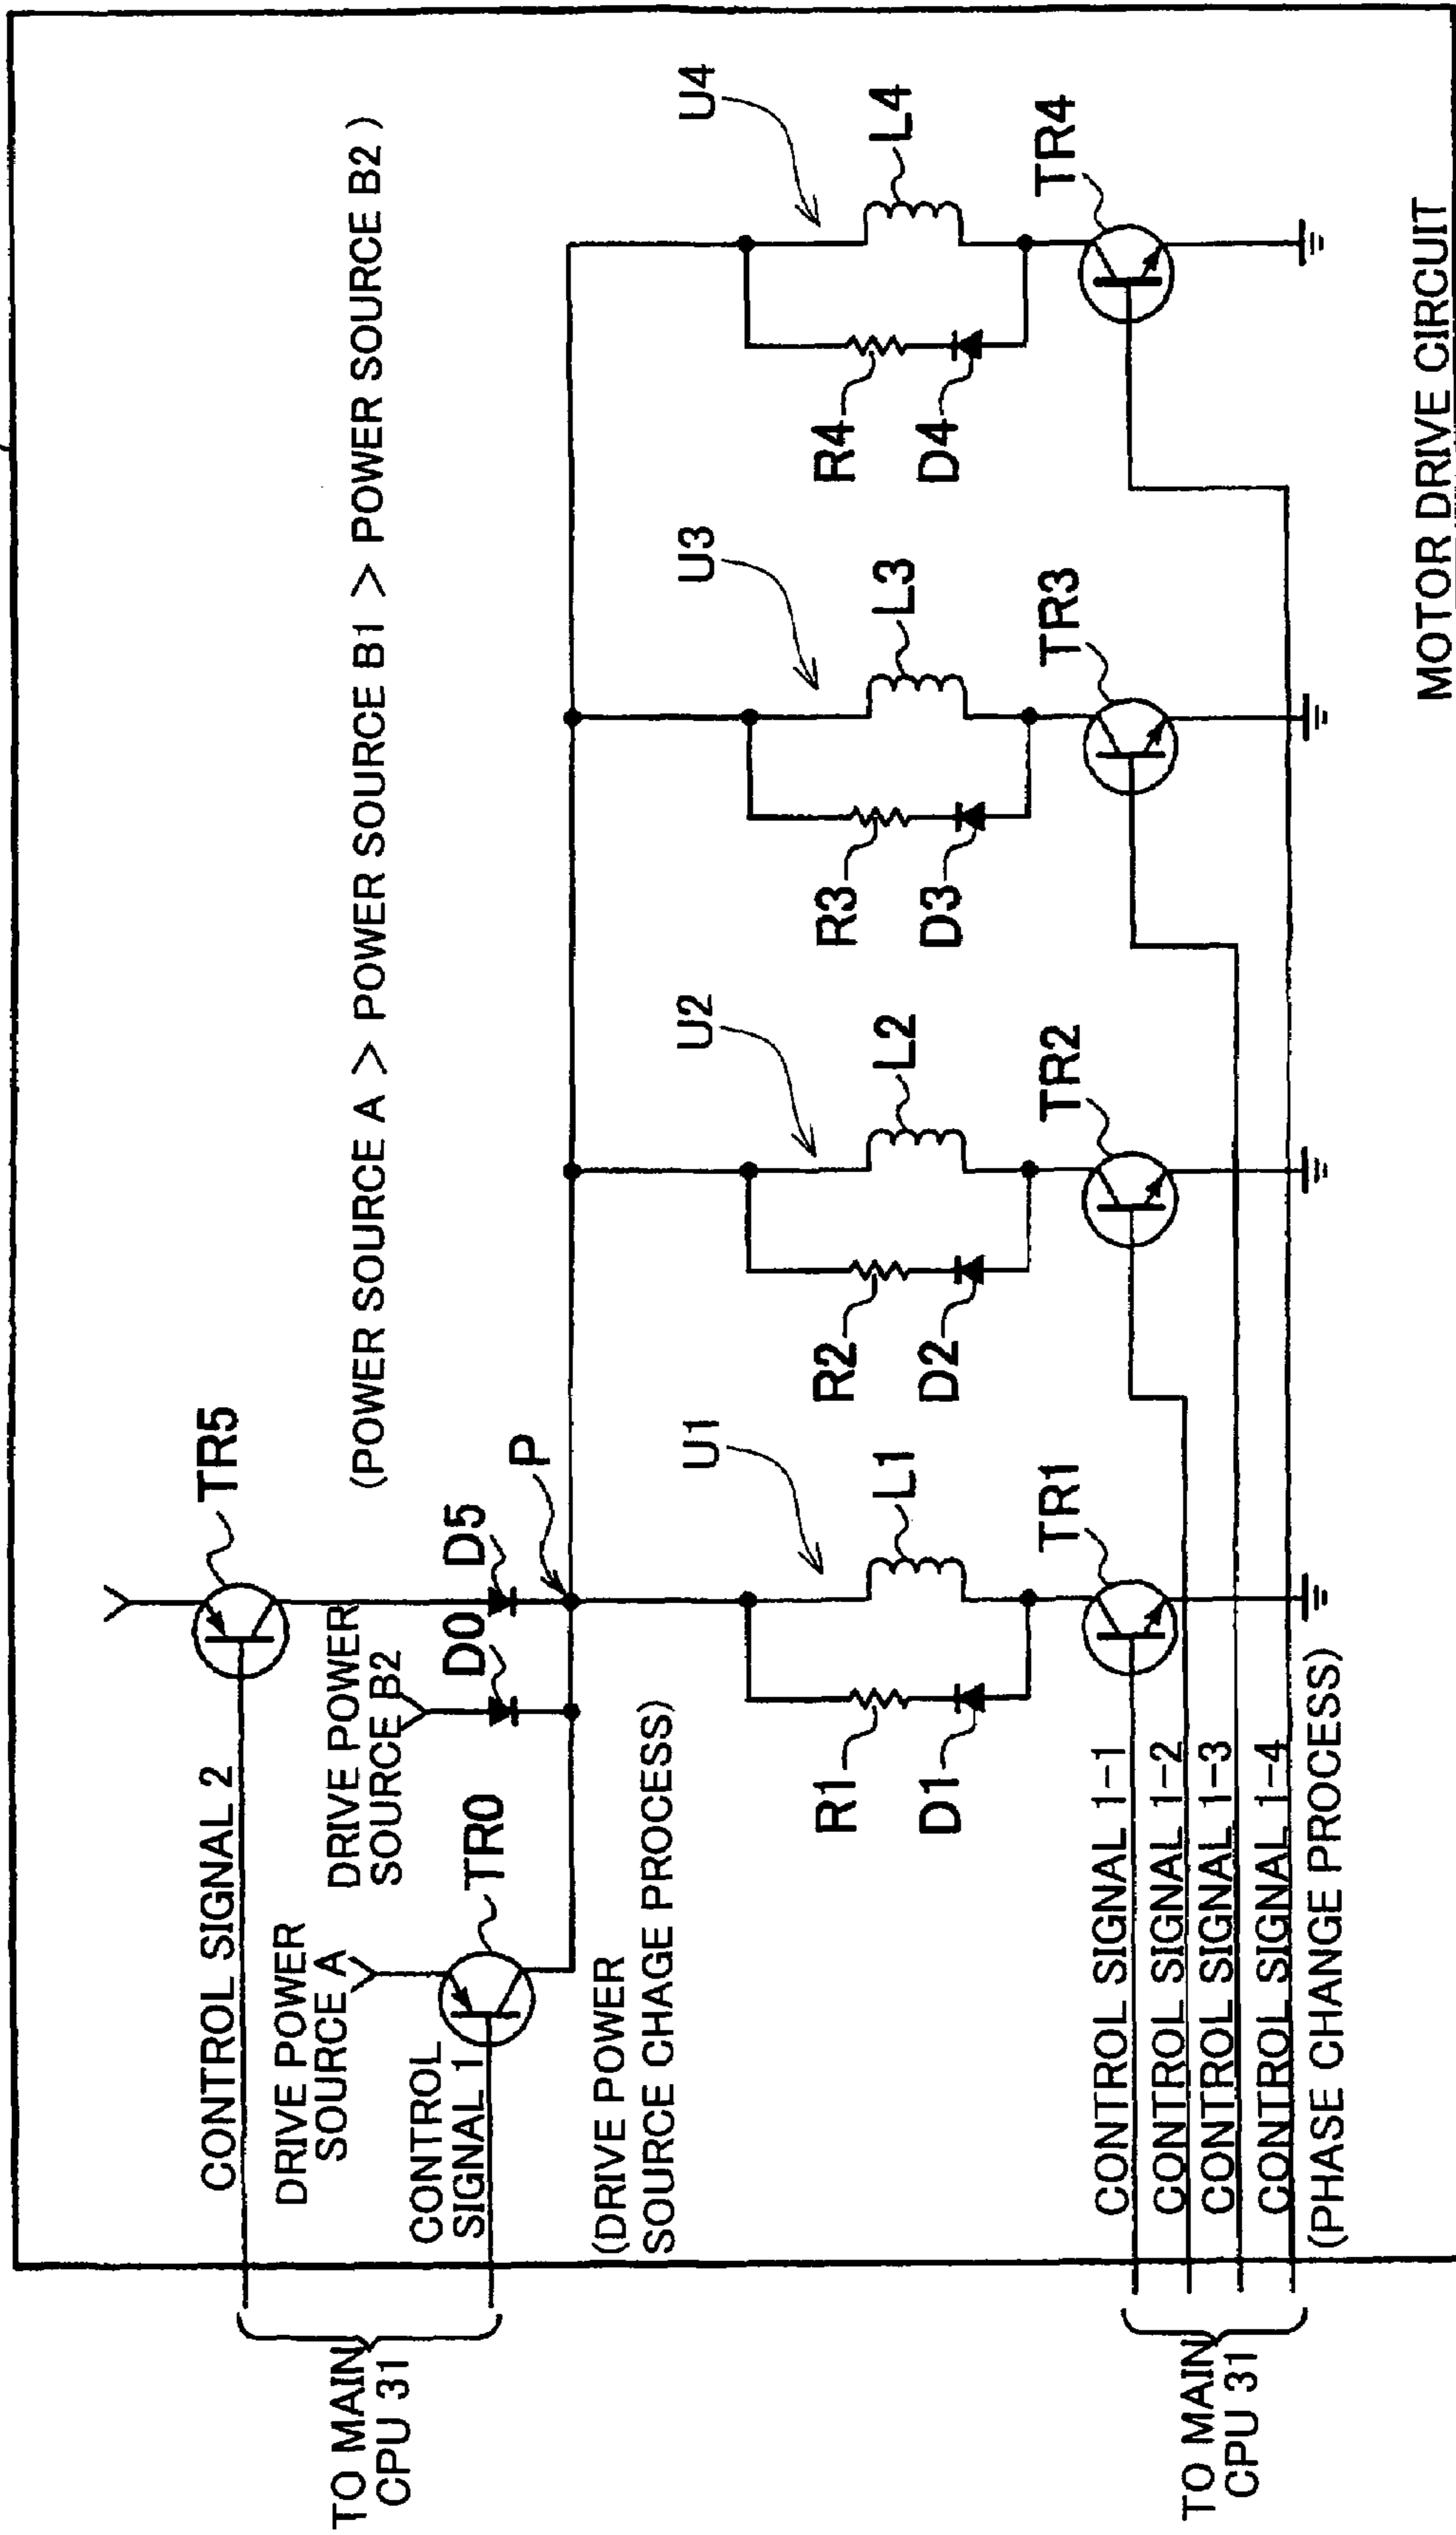 TR5
CONTROL SIGNAL 2
DRIVE POWER
SOURCE A
DRIVE POWER
SOURCE B2
(POWER SOURCE A > POWER SOURCE B1 > POWER SOURCE B2)
CONTROL
SIGNAL 1
TR0
D0
D5
P
TO MAIN
CPU 31
(DRIVE POWER
SOURCE CHAGE PROCESS)
U1
U2
U3
U4
R1
L1
R2
L2
R3
L3
R4
L4
D1
D2
D3
D4
TR1
TR2
TR3
TR4
CONTROL SIGNAL 1-1
CONTROL SIGNAL 1-2
CONTROL SIGNAL 1-3
CONTROL SIGNAL 1-4
(PHASE CHANGE PROCESS)
TO MAIN
CPU 31
MOTOR DRIVE CIRCUIT